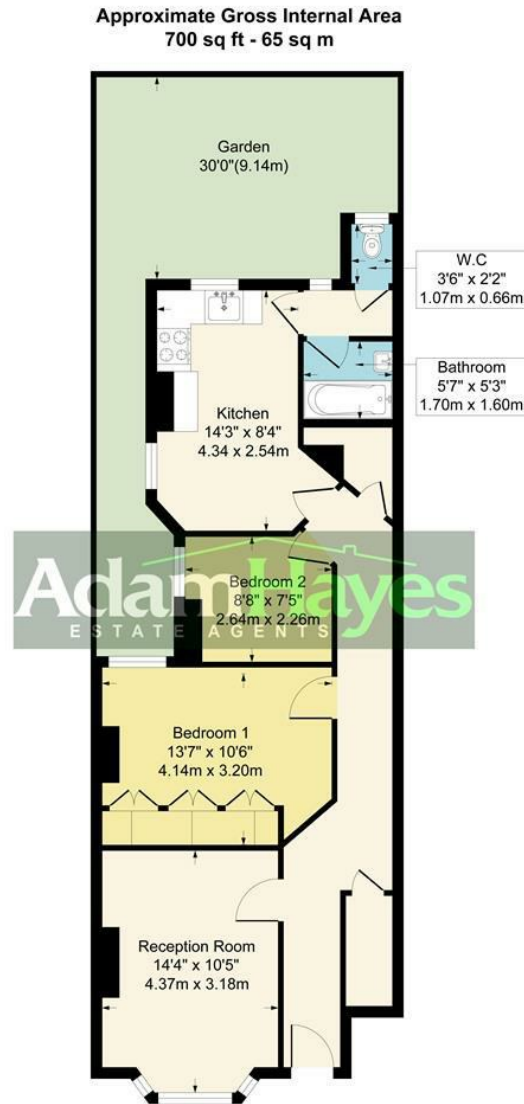 Approximate Gross Internal Area
700 sq ft - 65 sq m
Garden
30'0"(9.14m)
W.C
3'6" x 2'2"
1.07m x 0.66m
Bathroom
5'7" x 5'3"
1.70m x 1.60m
Kitchen
14'3" x 8'4"
4.34 x 2.54m
Adam Hayes
ESTATE AGENTS
Bedroom 2
8'8" x 7'5"
2.64m x 2.26m
Bedroom 1
13'7" x 10'6"
4.14m x 3.20m
Reception Room
14'4" x 10'5"
4.37m x 3.18m